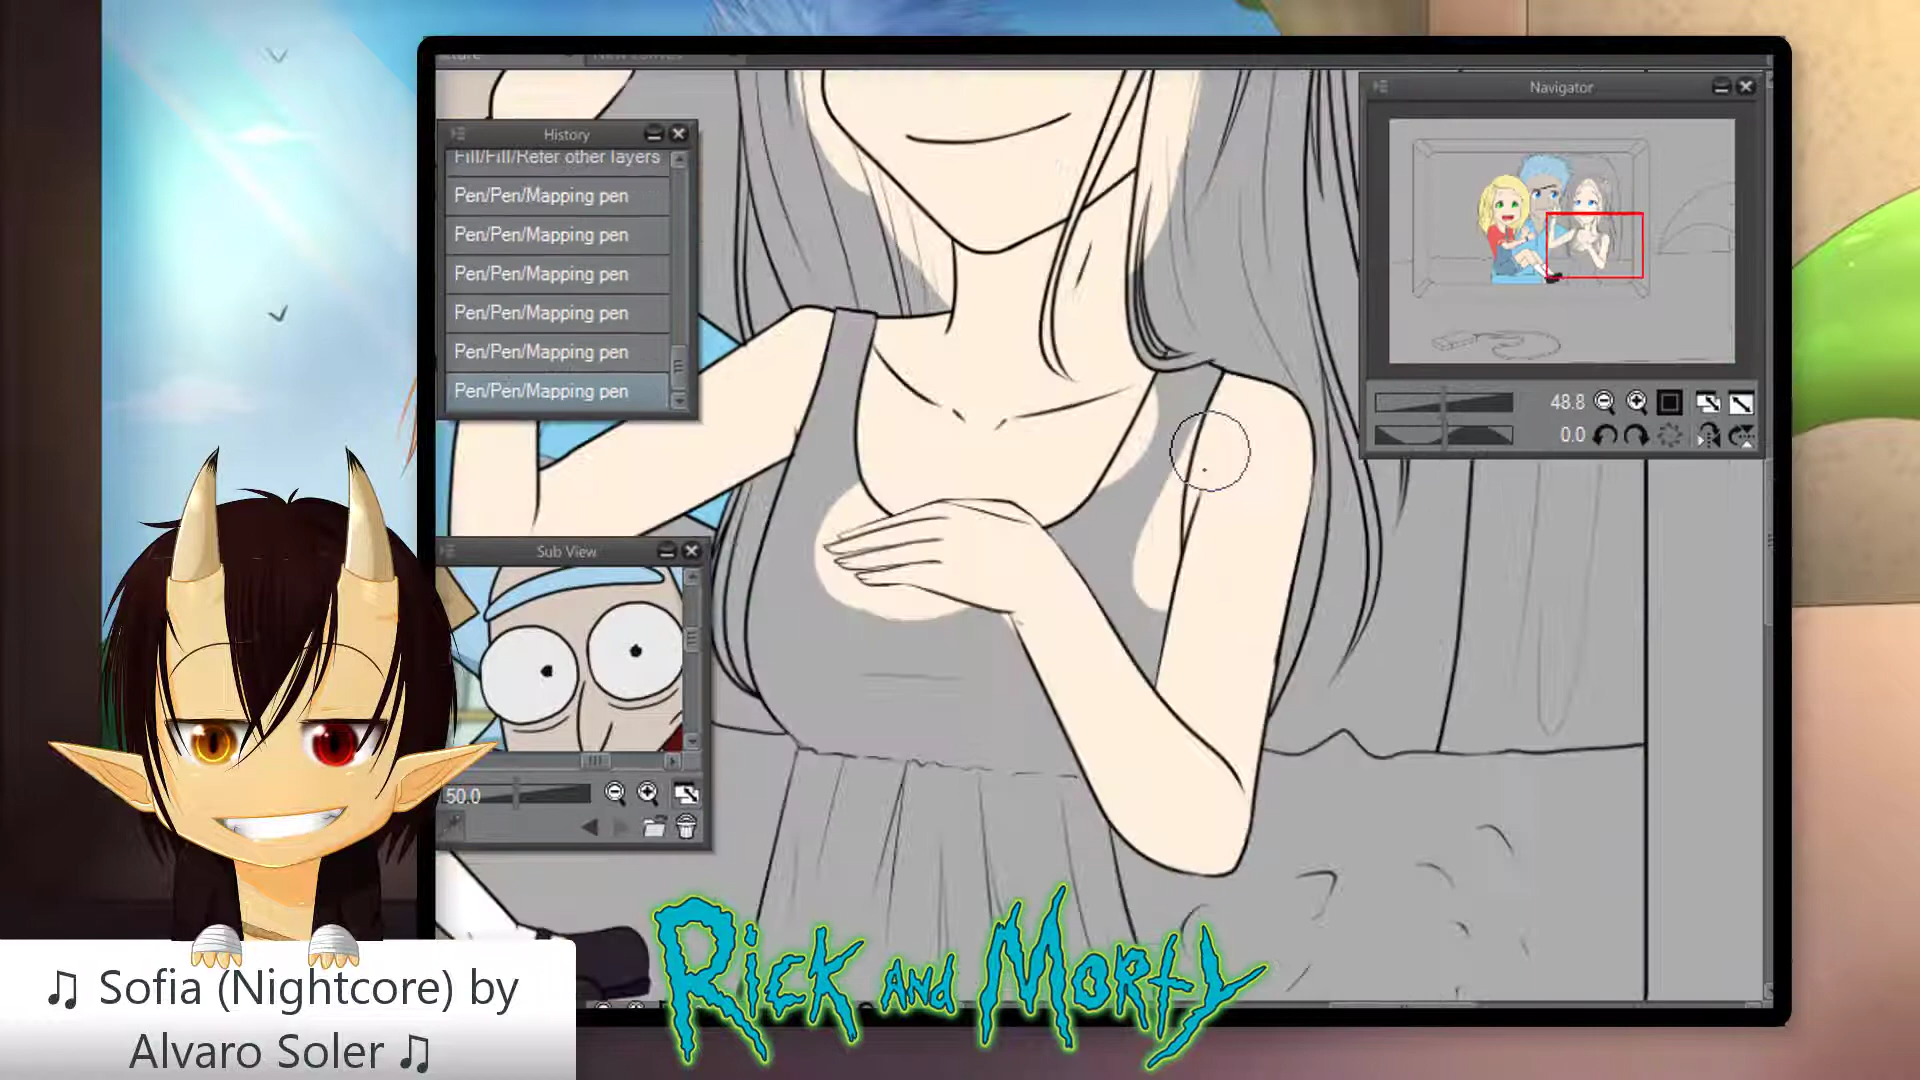 Navigator
History
Fill/Fill/Refer other layers
Pen/Pen/Mapping pen
Pen/Pen/Mapping pen
Pen/Pen/Mapping pen
Pen/Pen/Mapping pen
Pen/Pen/Mapping pen
Pen/Pen/Mapping pen
48.8
0.0
Sub View
50.0
Rick and Morty
♫ Sofia (Nightcore) by
Alvaro Soler ♫